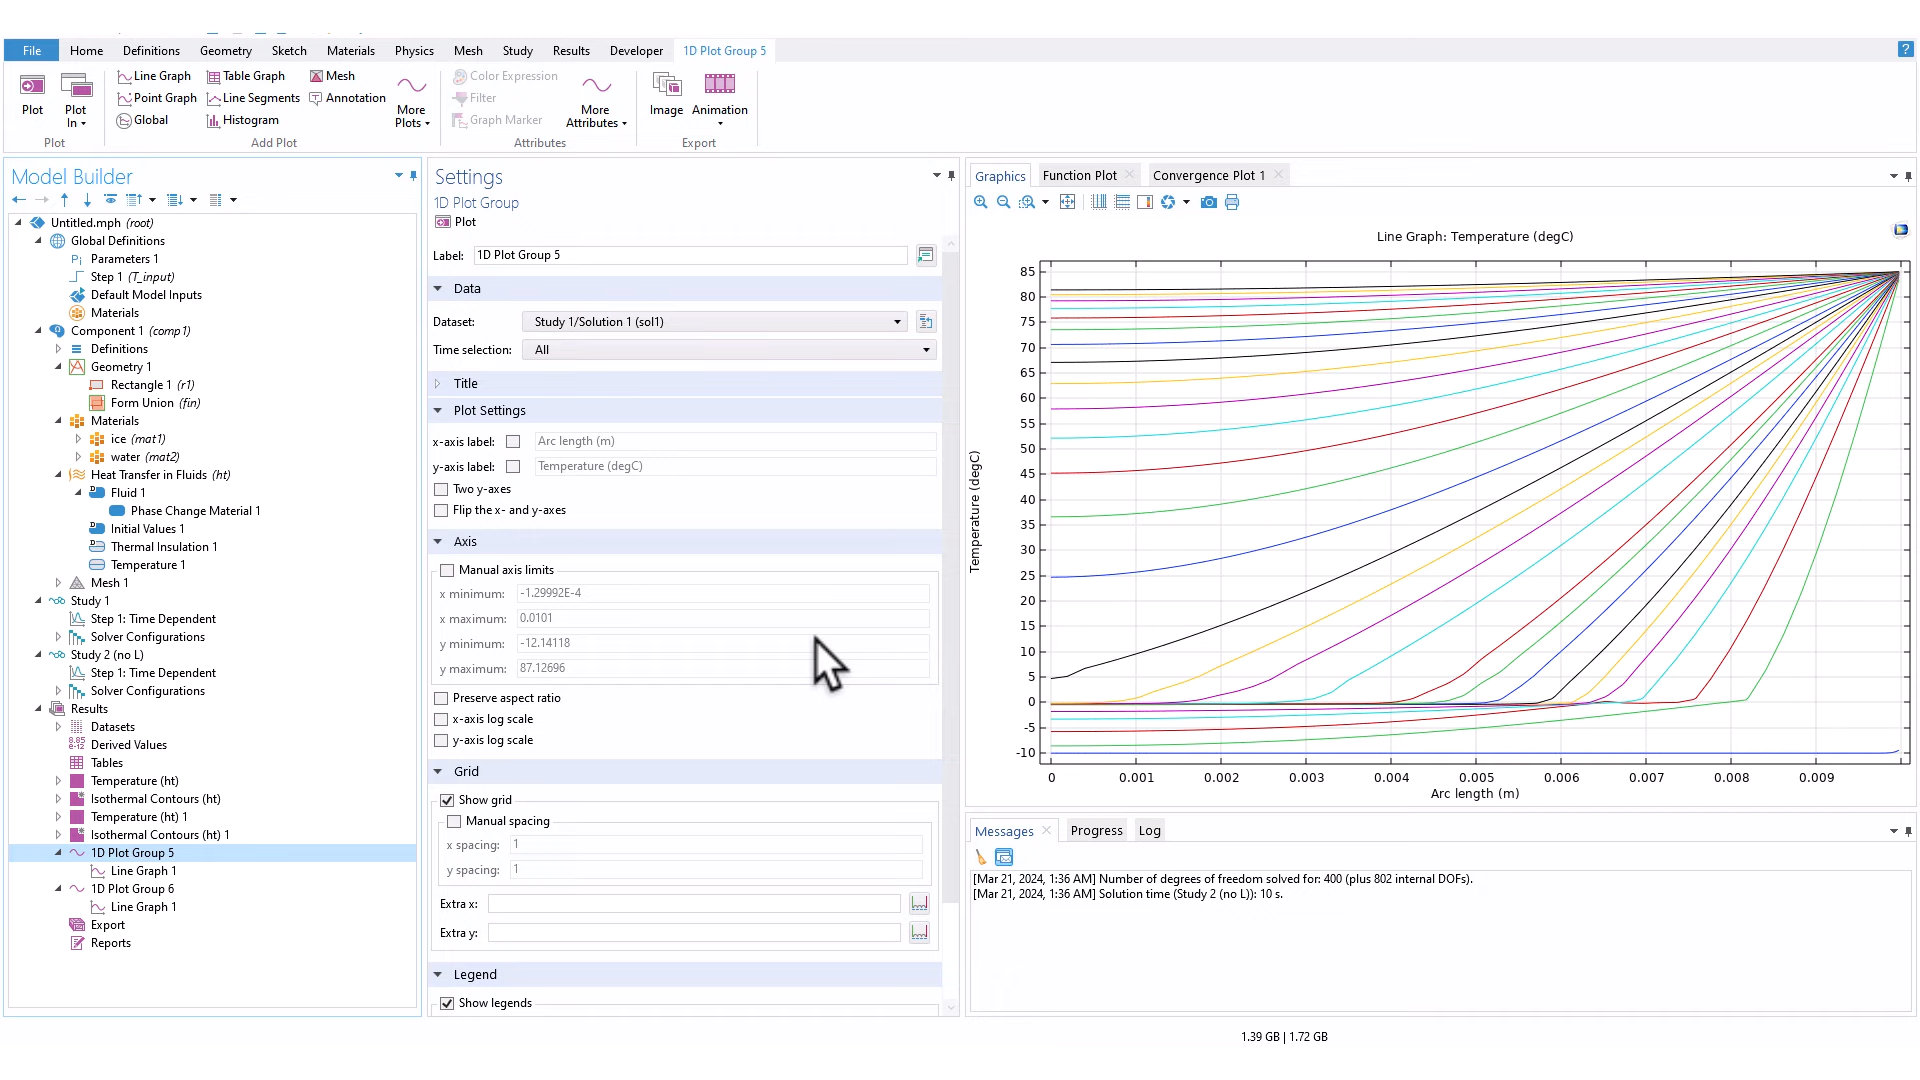 File Home Definitions Geometry Sketch Materials Physics Mesh Study Results Developer 1D Plot Group 5 ?
Line Graph Table Graph Mesh Color Expression
Point Graph Line Segments Annotation Filter
Global Histogram Graph Marker
Plot Plot In More Plots More Attributes Image Animation
Plot Add Plot Attributes Export
Model Builder
Untitled.mph (root)
Global Definitions
Pi Parameters 1
Step 1 (T_input)
Default Model Inputs
Materials
Component 1 (comp1)
Definitions
Geometry 1
Rectangle 1 (r1)
Form Union (fin)
Materials
ice (mat1)
water (mat2)
Heat Transfer in Fluids (ht)
D Fluid 1
Phase Change Material 1
D Initial Values 1
D Thermal Insulation 1
Temperature 1
Mesh 1
Study 1
Step 1: Time Dependent
Solver Configurations
Study 2 (no L)
Step 1: Time Dependent
Solver Configurations
Results
Datasets
8.85 e-12 Derived Values
Tables
Temperature (ht)
Isothermal Contours (ht)
Temperature (ht) 1
Isothermal Contours (ht) 1
1D Plot Group 5
Line Graph 1
1D Plot Group 6
Line Graph 1
Export
Reports
Settings
1D Plot Group
Plot
Label: 1D Plot Group 5
Data
Dataset: Study 1/Solution 1 (sol1)
Time selection: All
Title
Plot Settings
x-axis label: Arc length (m)
y-axis label: Temperature (degC)
Two y-axes
Flip the x- and y-axes
Axis
Manual axis limits
x minimum: -1.29992E-4
x maximum: 0.0101
y minimum: -12.14118
y maximum: 87.12696
Preserve aspect ratio
x-axis log scale
y-axis log scale
Grid
Show grid
Manual spacing
x spacing: 1
y spacing: 1
Extra x:
Extra y:
Legend
Show legends
Graphics Function Plot Convergence Plot 1
Line Graph: Temperature (degC)
85
80
75
70
65
60
55
50
45
40
35
30
25
20
15
10
5
0
-5
-10
Temperature (degC)
0 0.001 0.002 0.003 0.004 0.005 0.006 0.007 0.008 0.009
Arc length (m)
Messages Progress Log
[Mar 21, 2024, 1:36 AM] Number of degrees of freedom solved for: 400 (plus 802 internal DOFs).
[Mar 21, 2024, 1:36 AM] Solution time (Study 2 (no L)): 10 s.
1.39 GB | 1.72 GB